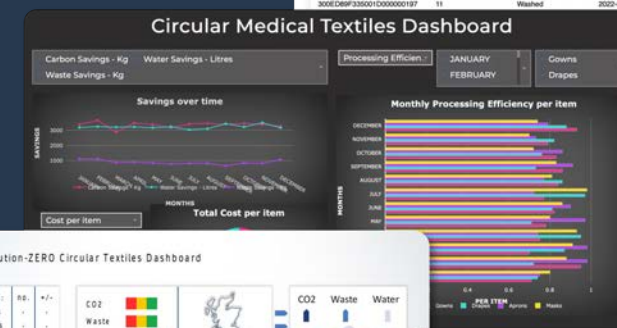 300ED89F335001D000000197 11 Washed 2022-
Circular Medical Textiles Dashboard
Carbon Savings - Kg Water Savings - Litres
Waste Savings - Kg
Processing Efficien..
JANUARY
FEBRUARY
Gowns
Drapes
Savings over time
SAVINGS
3000
2000
1500
JANUARY
DECEMBER
Carbon Savings - Kg Water Savings - Litres
MONTHS
Monthly Processing Efficiency per item
MONTHS
DECEMBER
NOVEMBER
OCTOBER
SEPTEMBER
AUGUST
JULY
JUNE
MAY
0.4 0.6 0.8 1
PER ITEM
Gowns Drapes Aprons Masks
Cost per item
Total Cost per item
ution-ZERO Circular Textiles Dashboard
no. +/-
CO2
Waste
CO2 Waste Water